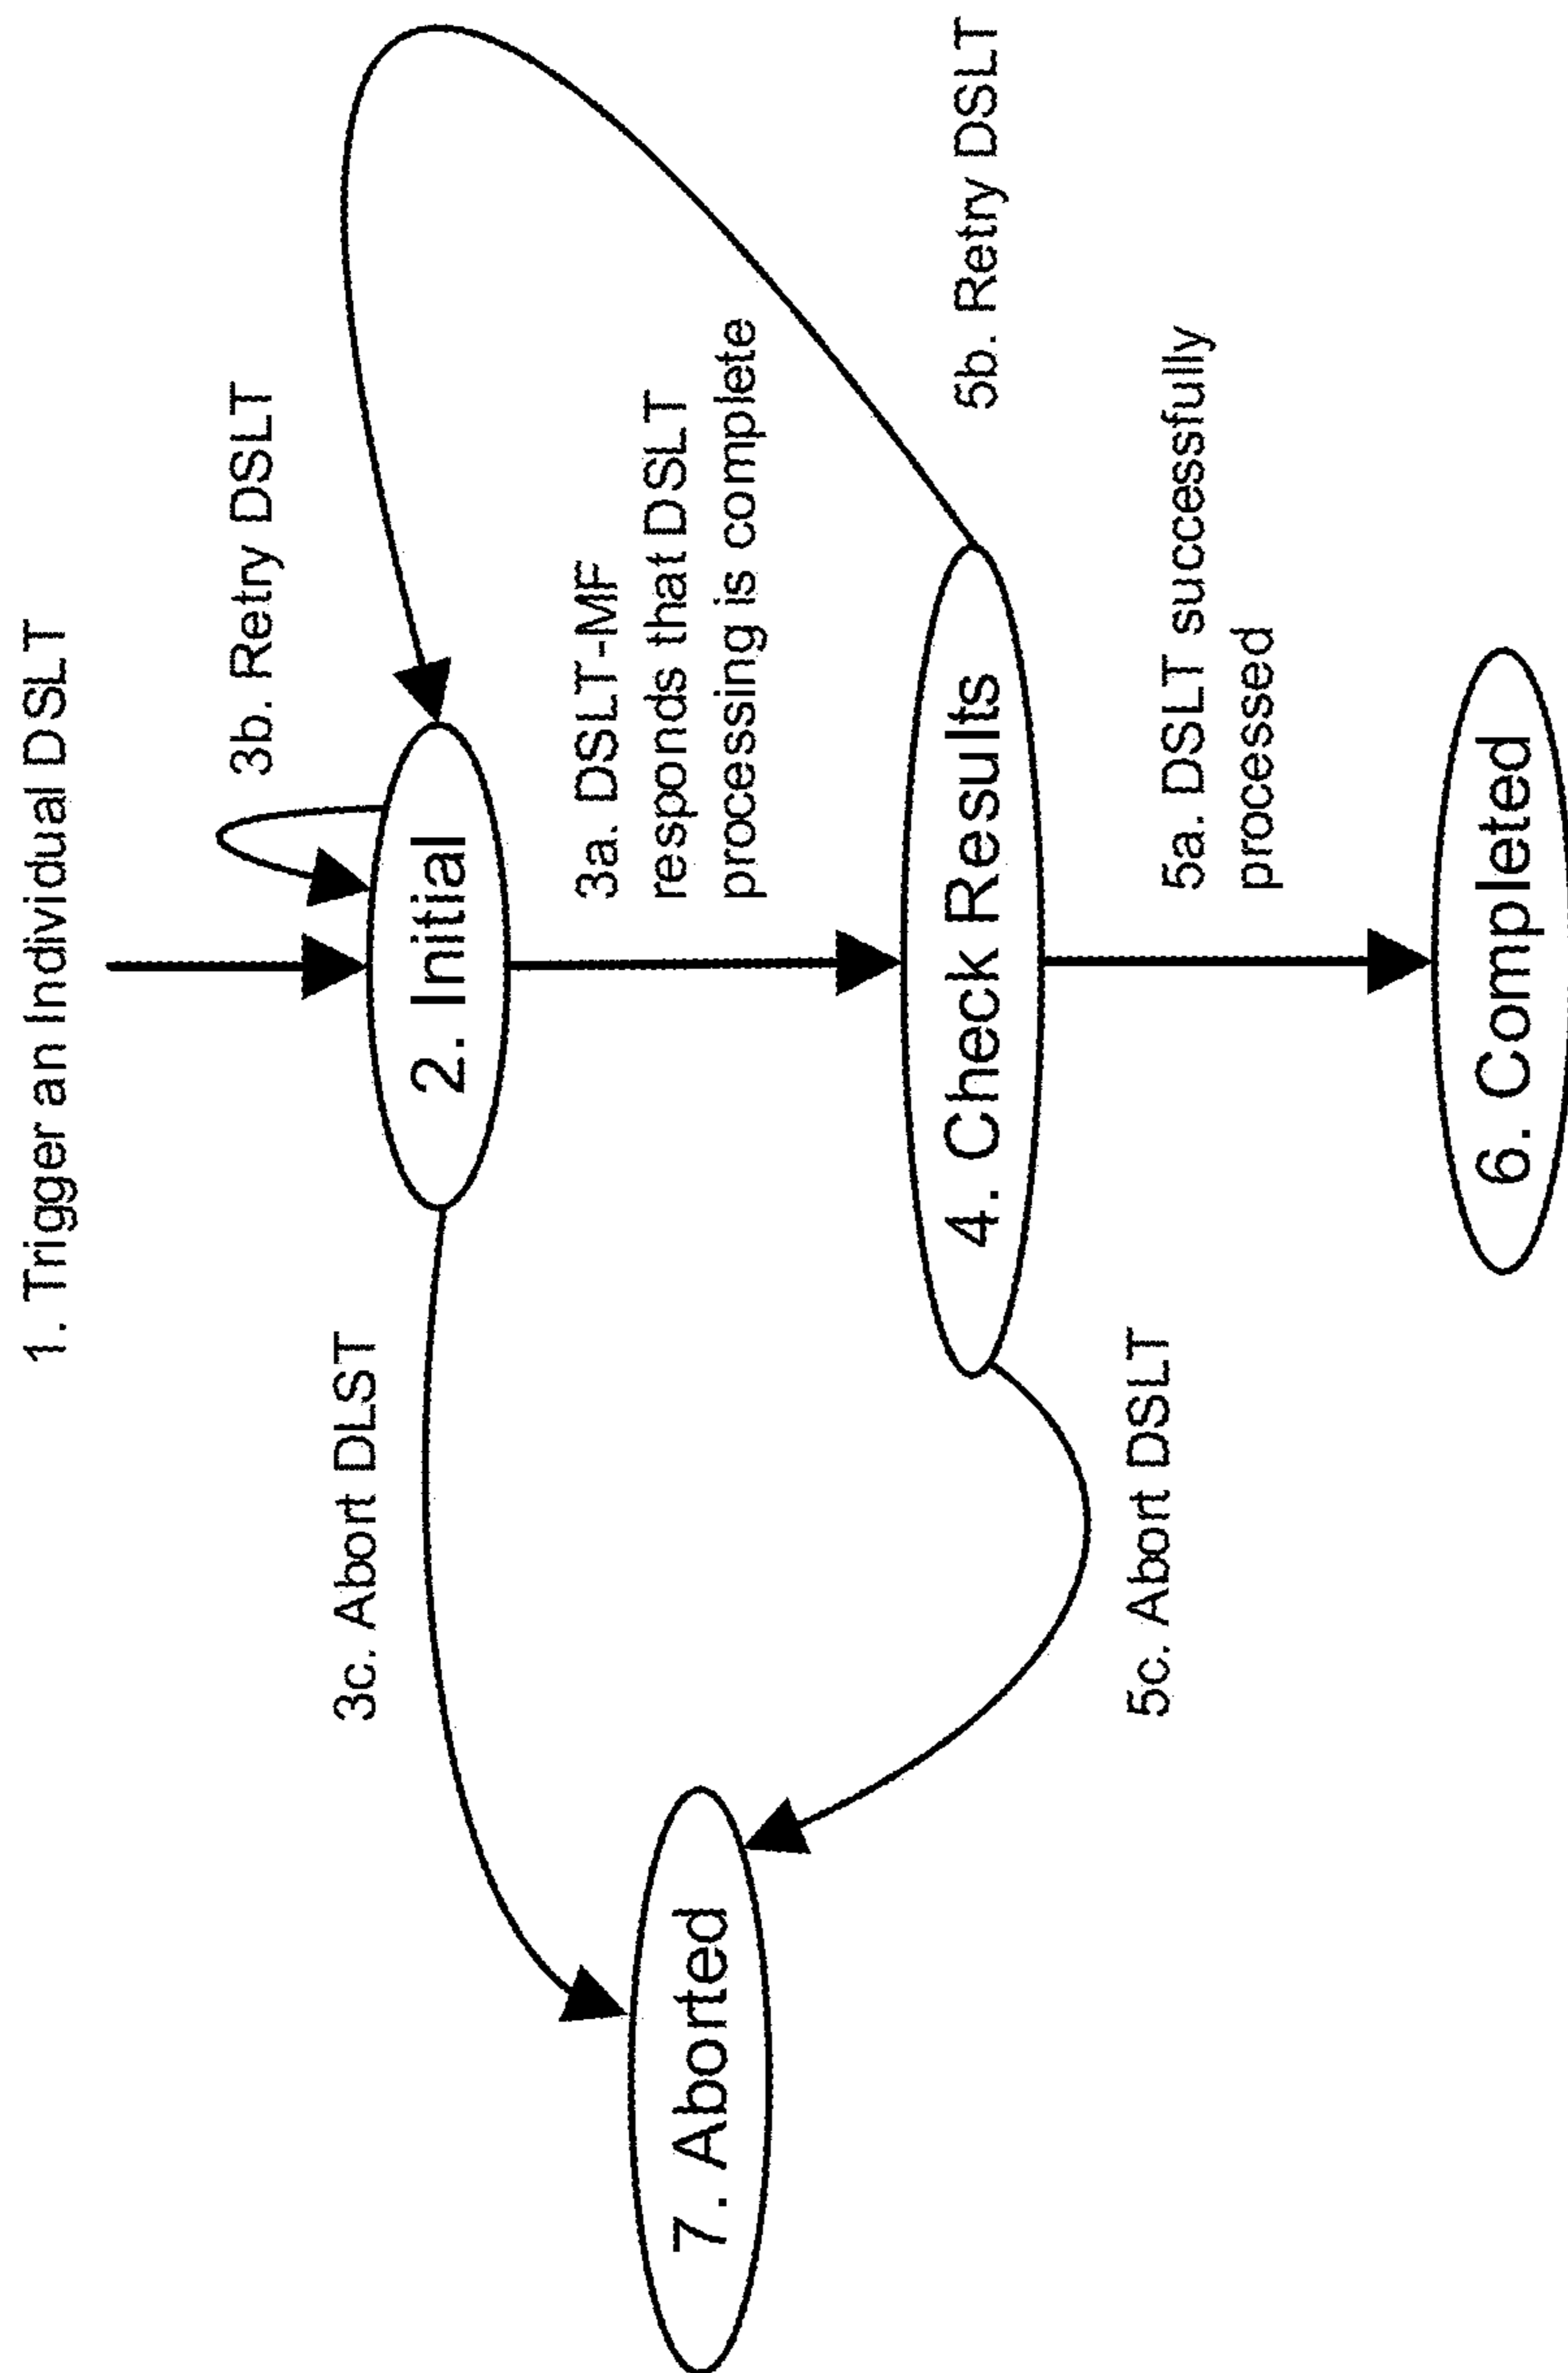 1. Trigger an Individual DSLT
3b. Retry DSLT
2. Initial
3c. Abort DLST
3a. DSLT-MF
responds that DSLT
processing is complete
7. Aborted
4. Check Results
5b. Retry DSLT
5c. Abort DSLT
5a. DSLT successfully
processed
6. Completed